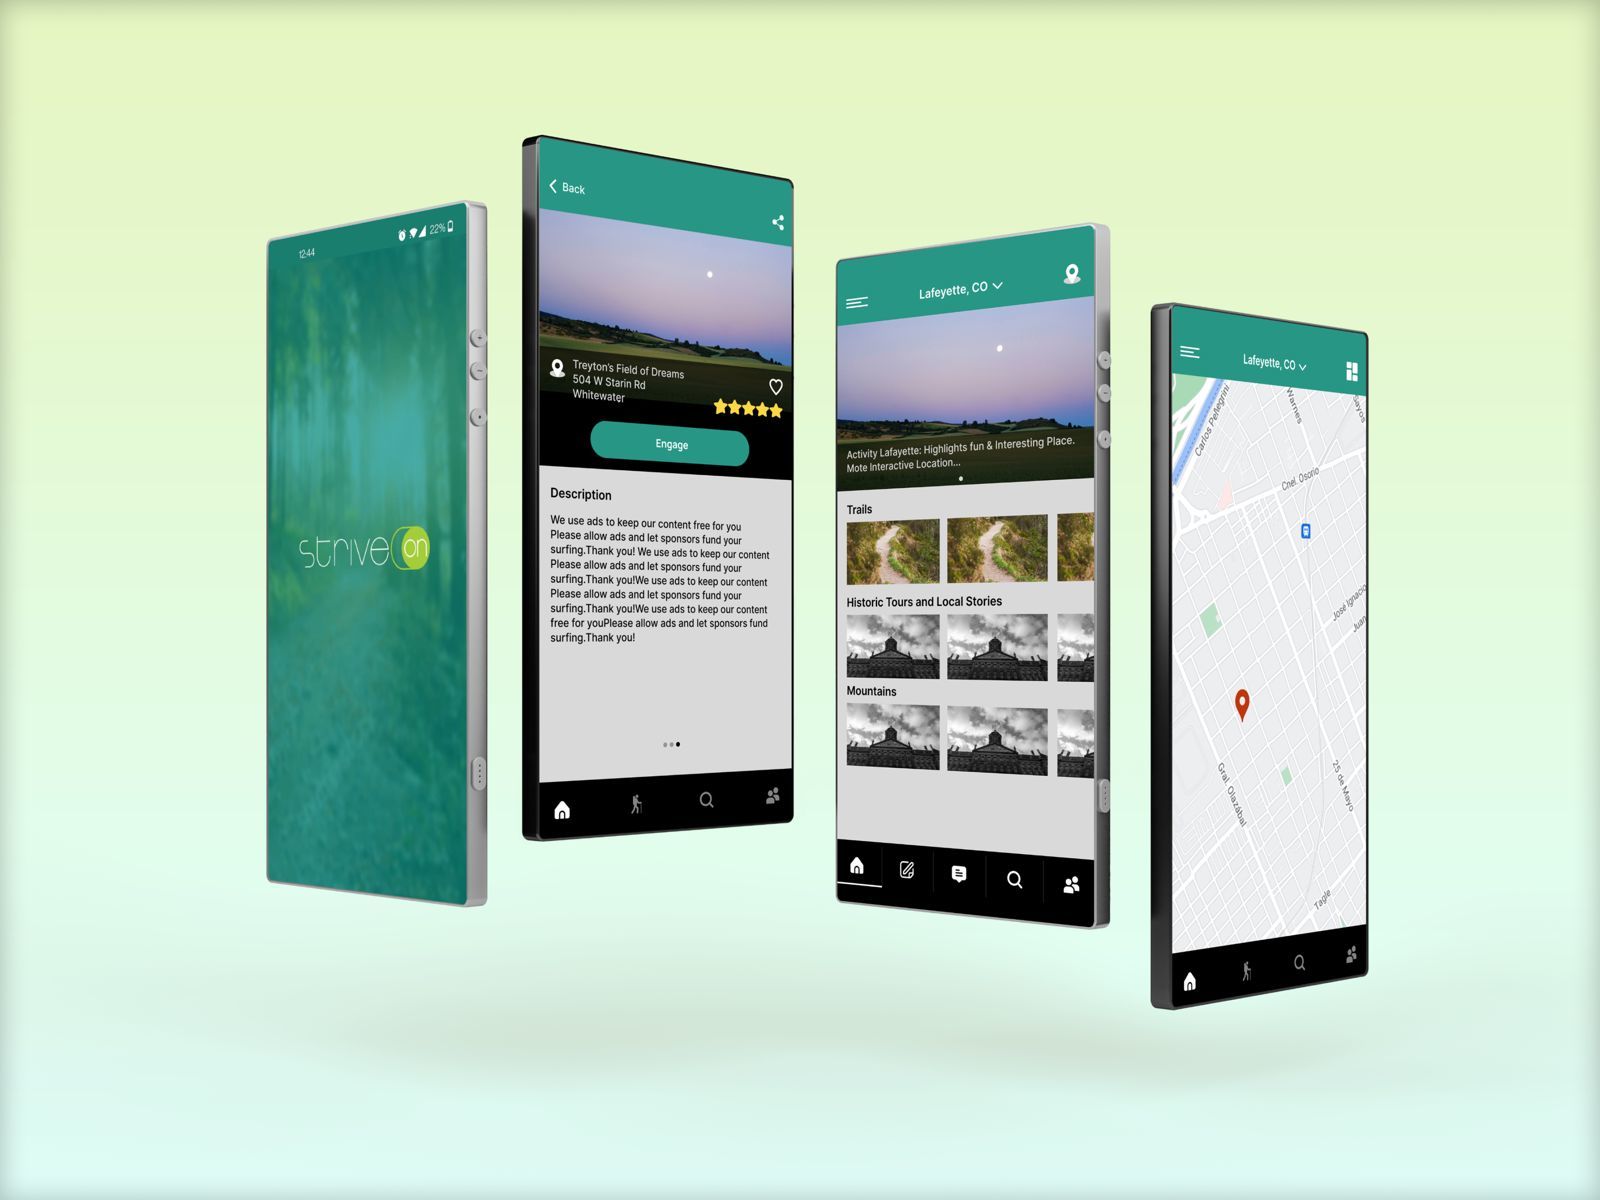 12:44
22%
strive on
Back
Treyton's Field of Dreams
504 W Starin Rd
Whitewater
Engage
Description
We use ads to keep our content free for you
Please allow ads and let sponsors fund your
surfing.Thank you! We use ads to keep our content
Please allow ads and let sponsors fund your
surfing.Thank you!We use ads to keep our content
Please allow ads and let sponsors fund your
surfing.Thank you!We use ads to keep our content
free for youPlease allow ads and let sponsors fund
surfing.Thank you!
Lafeyette, CO
Activity Lafayette: Highlights fun & Interesting Place.
Mote Interactive Location...
Trails
Historic Tours and Local Stories
Mountains
Lafeyette, CO
Carlos Pellegrini
Warnes
Cnel. Osorio
José Ignacio
Juan
Gral. Olazábal
25 de Mayo
Tagle